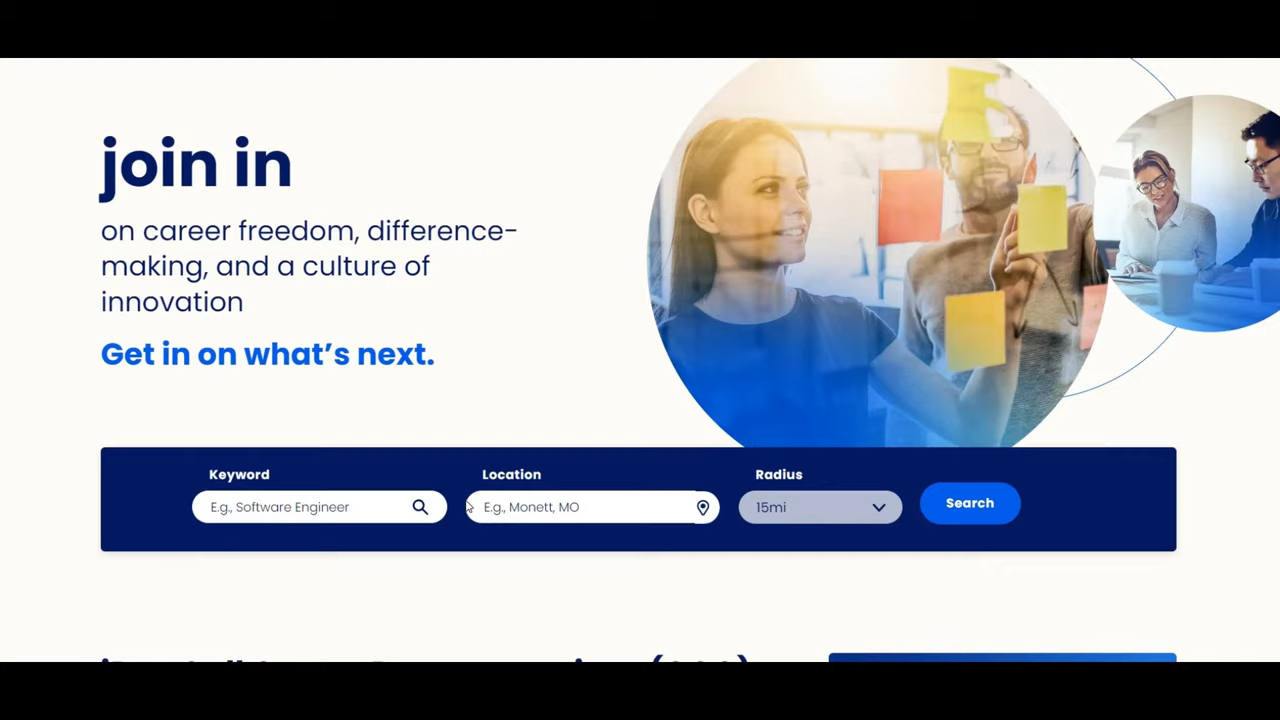 join in
on career freedom, difference-
making, and a culture of
innovation
Get in on what's next.
Keyword
Location
Radius
E.g., Software Engineer
E.g., Monett, MO
15mi
Search